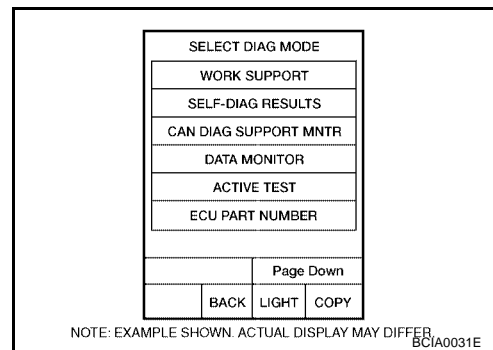 SELECT DIAG MODE
WORK SUPPORT
SELF-DIAG RESULTS
CAN DIAG SUPPORT MNTR
DATA MONITOR
ACTIVE TEST
ECU PART NUMBER
Page Down
BACK LIGHT COPY
NOTE: EXAMPLE SHOWN. ACTUAL DISPLAY MAY DIFFER.
BCIA0031E